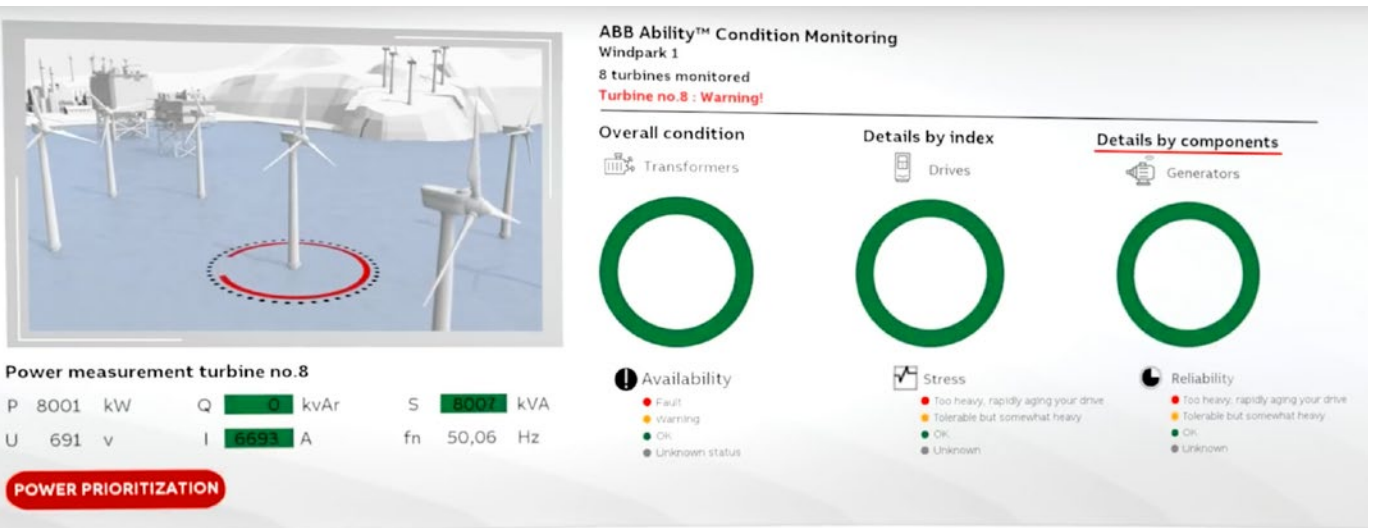 ABB Ability™ Condition Monitoring
Windpark 1
8 turbines monitored
Turbine no.8 : Warning!
Overall condition
Transformers
Details by index
Drives
Details by components
Generators
Availability
Fault
Warning
OK
Unknown status
Stress
Too heavy, rapidly aging your drive
Tolerable but somewhat heavy
OK
Unknown
Reliability
Too heavy, rapidly aging your drive
Tolerable but somewhat heavy
OK
Unknown
Power measurement turbine no.8
P 8001 kW Q 0 kvAr S 8007 kVA
U 691 v I 6693 A fn 50,06 Hz
POWER PRIORITIZATION